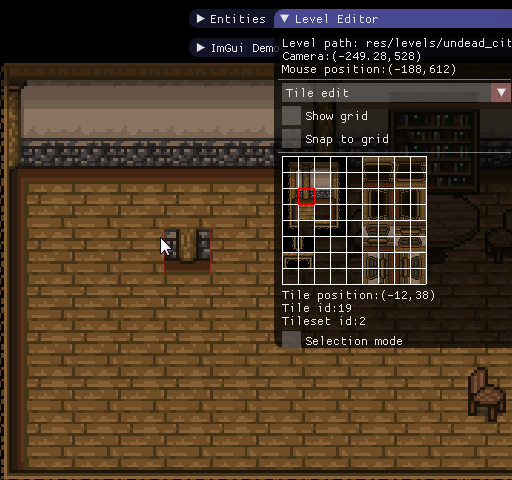 Entities
Level Editor
ImGui Demo
Level path: res/levels/undead_cit
Camera:(-249.28,528)
Mouse position:(-188,612)
Tile edit
Show grid
Snap to grid
Tile position:(-12,38)
Tile id:19
Tileset id:2
Selection mode